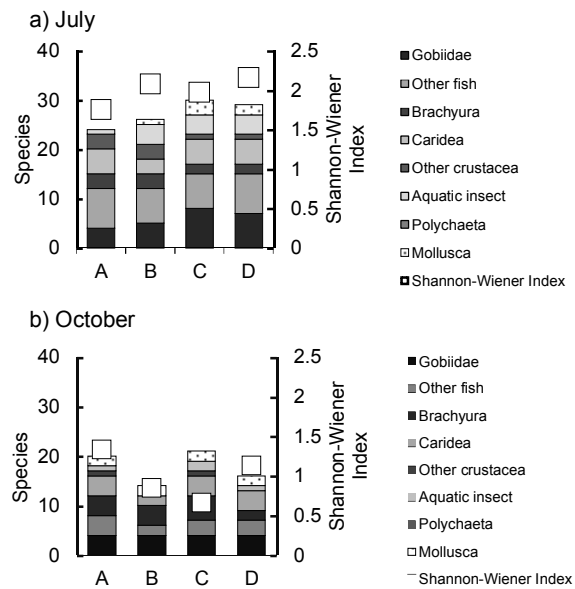 a) July
40
30
20
10
0
Species
2.5
2
1.5
1
0.5
0
Shannon-Wiener
Index
A B C D
Gobiidae
Other fish
Brachyura
Caridea
Other crustacea
Aquatic insect
Polychaeta
Mollusca
Shannon-Wiener Index
b) October
40
30
20
10
0
Species
2.5
2
1.5
1
0.5
0
Shannon-Wiener
Index
A B C D
Gobiidae
Other fish
Brachyura
Caridea
Other crustacea
Aquatic insect
Polychaeta
Mollusca
Shannon-Wiener Index